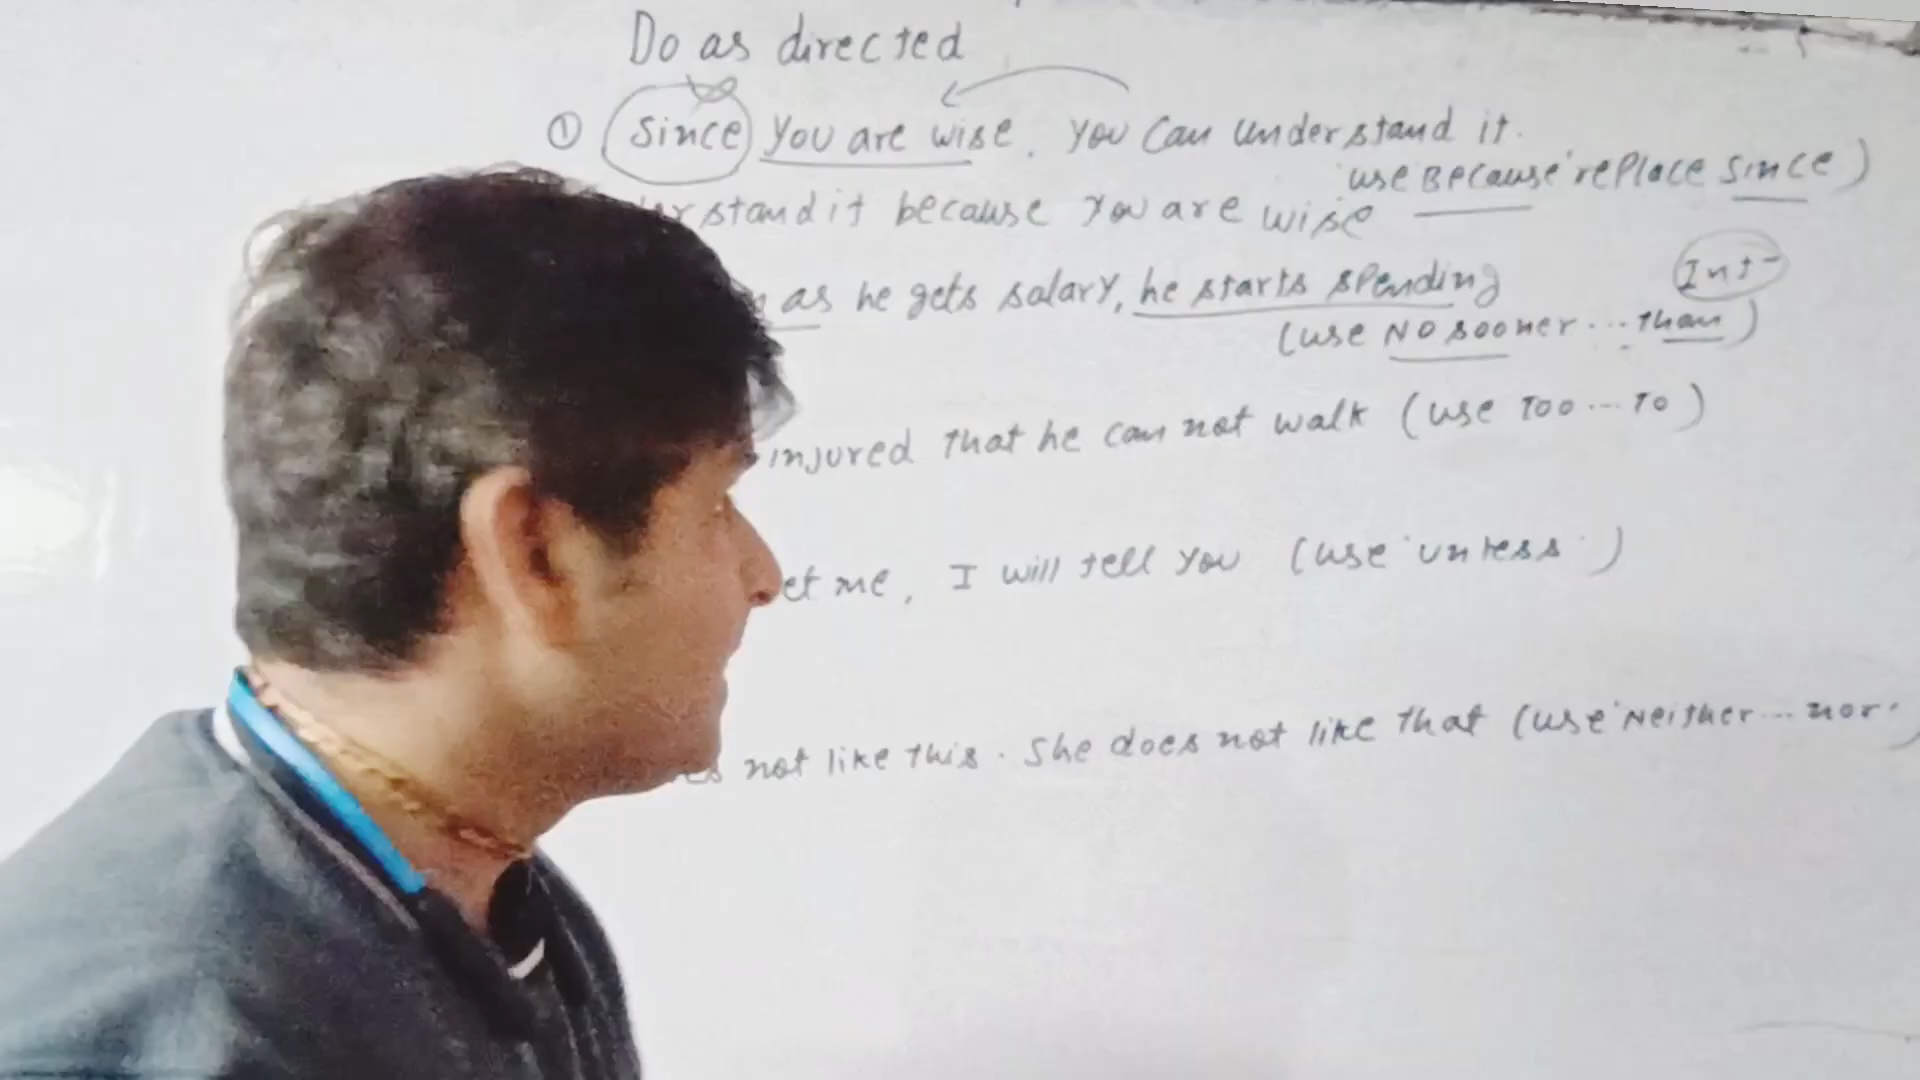 Do as directed
① Since you are wise. you can understand it.
'use Because' replace since)
stand it because you are wise
as he gets salary, he starts spending
Int-
(use No sooner...than)
injured that he can not walk (use Too...To)
me, I will tell you (use 'unless')
not like this. She does not like that (use 'Neither...nor')